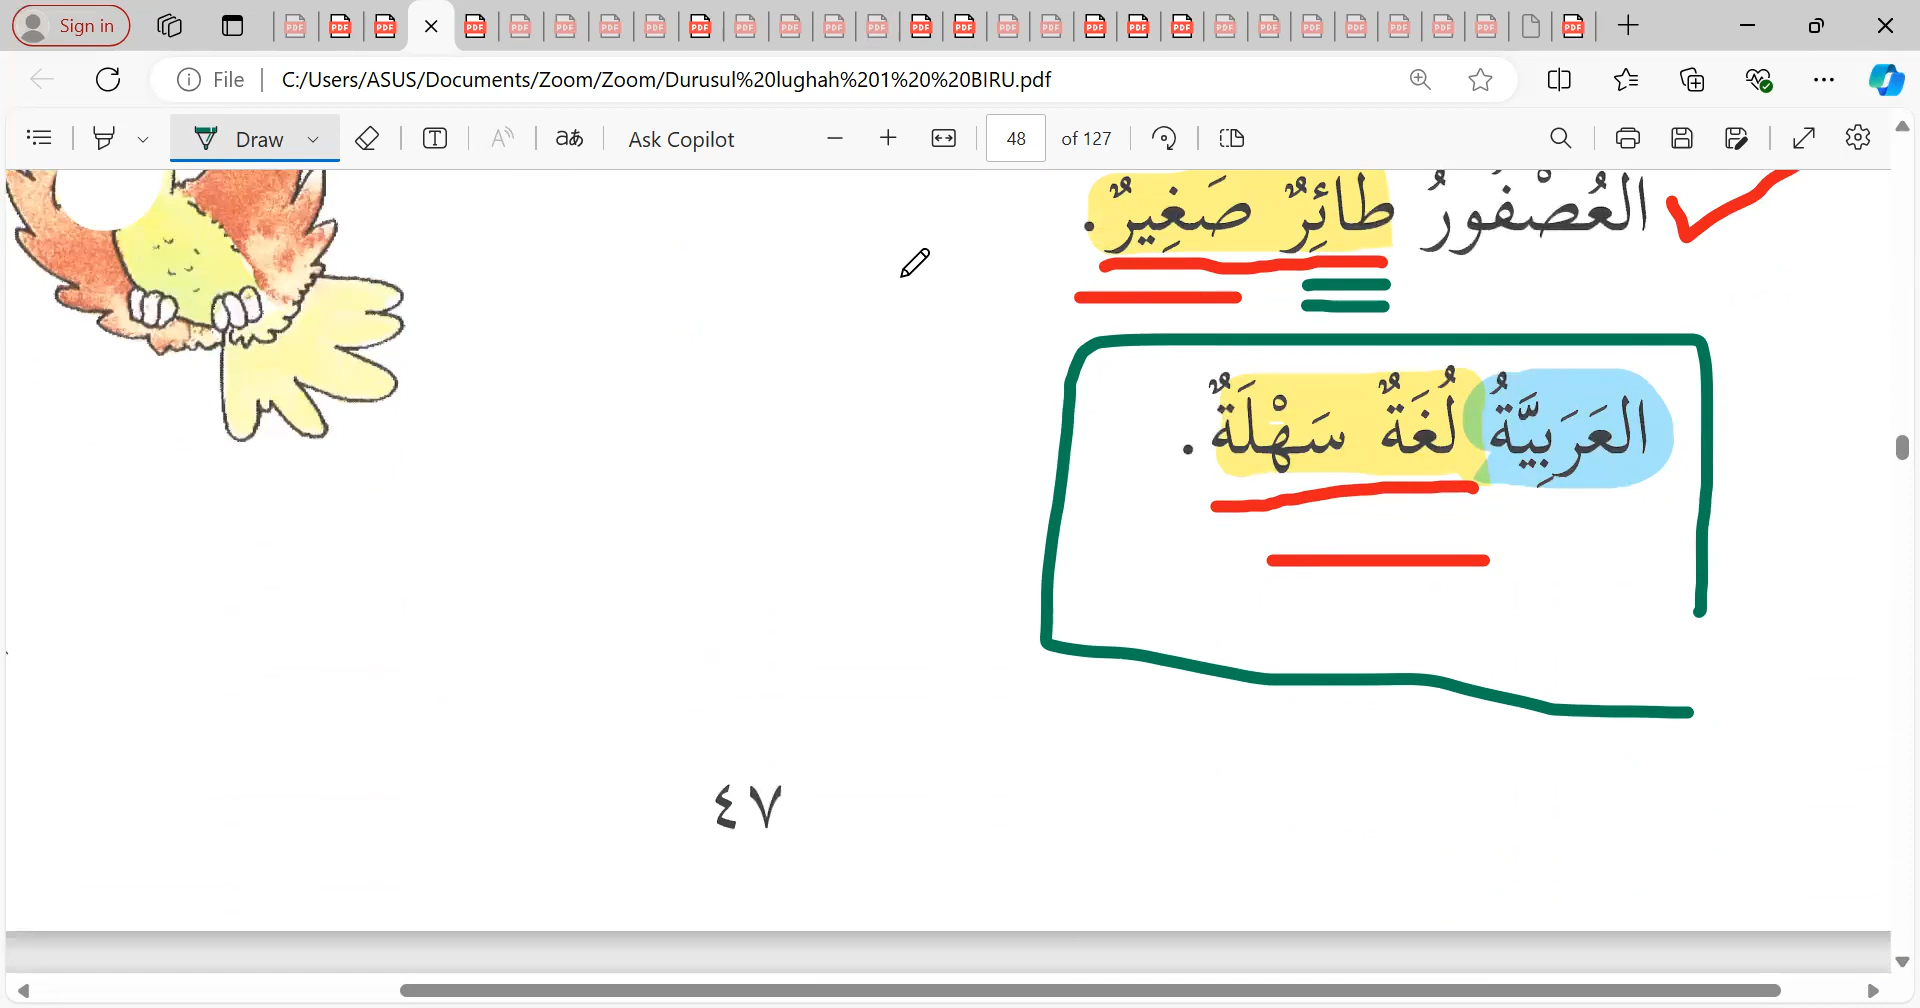 Sign in
File C:/Users/ASUS/Documents/Zoom/Zoom/Durusul%20lughah%201%20%20BIRU.pdf
Draw Ask Copilot 48 of 127
العُصْفُورُ طائِرٌ صَغِيرٌ.
العَرَبِيَّةُ لُغَةٌ سَهْلَةٌ.
٤٧